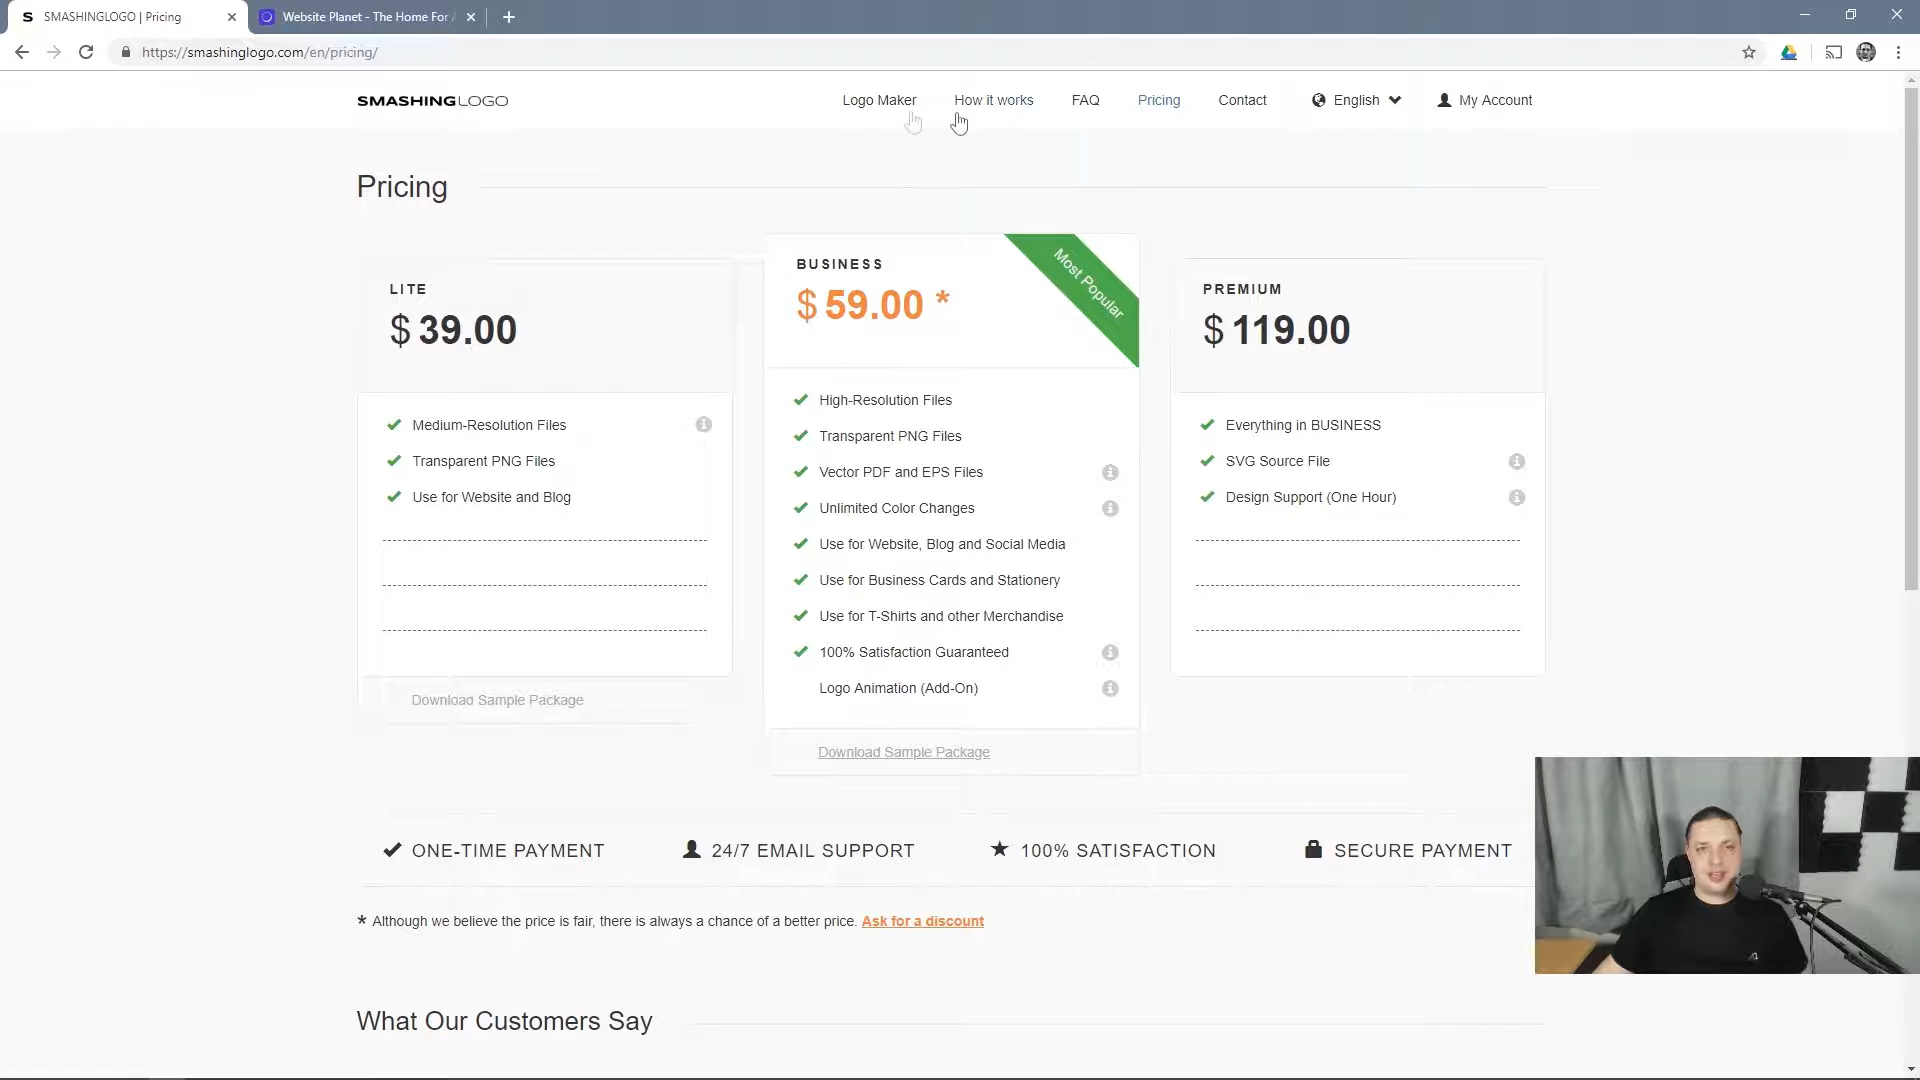 S SMASHINGLOGO | Pricing
Website Planet - The Home For
https://smashinglogo.com/en/pricing/
SMASHINGLOGO
Logo Maker
How it works
FAQ
Pricing
Contact
English
My Account
Pricing
LITE
$ 39.00
Medium-Resolution Files
Transparent PNG Files
Use for Website and Blog
Download Sample Package
BUSINESS
$ 59.00 *
Most Popular
High-Resolution Files
Transparent PNG Files
Vector PDF and EPS Files
Unlimited Color Changes
Use for Website, Blog and Social Media
Use for Business Cards and Stationery
Use for T-Shirts and other Merchandise
100% Satisfaction Guaranteed
Logo Animation (Add-On)
Download Sample Package
PREMIUM
$ 119.00
Everything in BUSINESS
SVG Source File
Design Support (One Hour)
ONE-TIME PAYMENT
24/7 EMAIL SUPPORT
100% SATISFACTION
SECURE PAYMENT
* Although we believe the price is fair, there is always a chance of a better price. Ask for a discount
What Our Customers Say